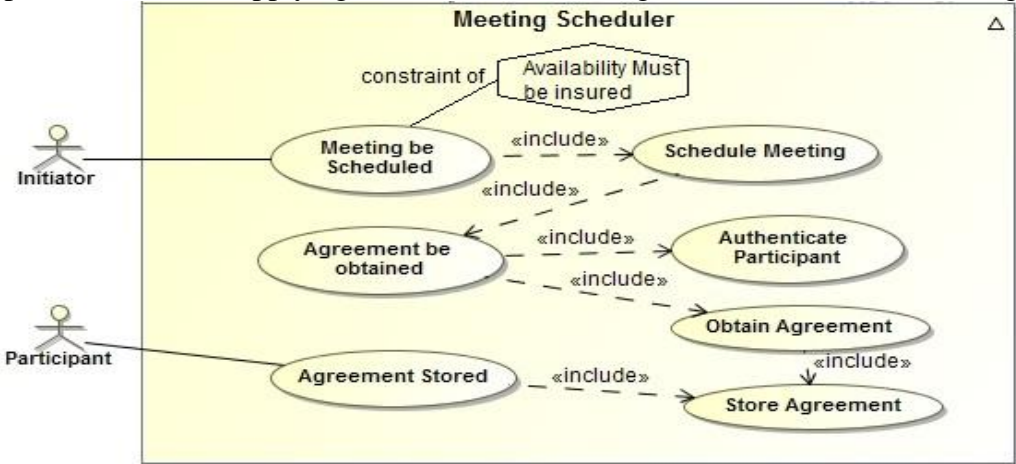 Meeting Scheduler
constraint of
Availability Must
be insured
Initiator
Meeting be
Scheduled
«include»
Schedule Meeting
«include»
Agreement be
obtained
«include»
Authenticate
Participant
«include»
Obtain Agreement
Participant
«include»
Agreement Stored
«include»
Store Agreement